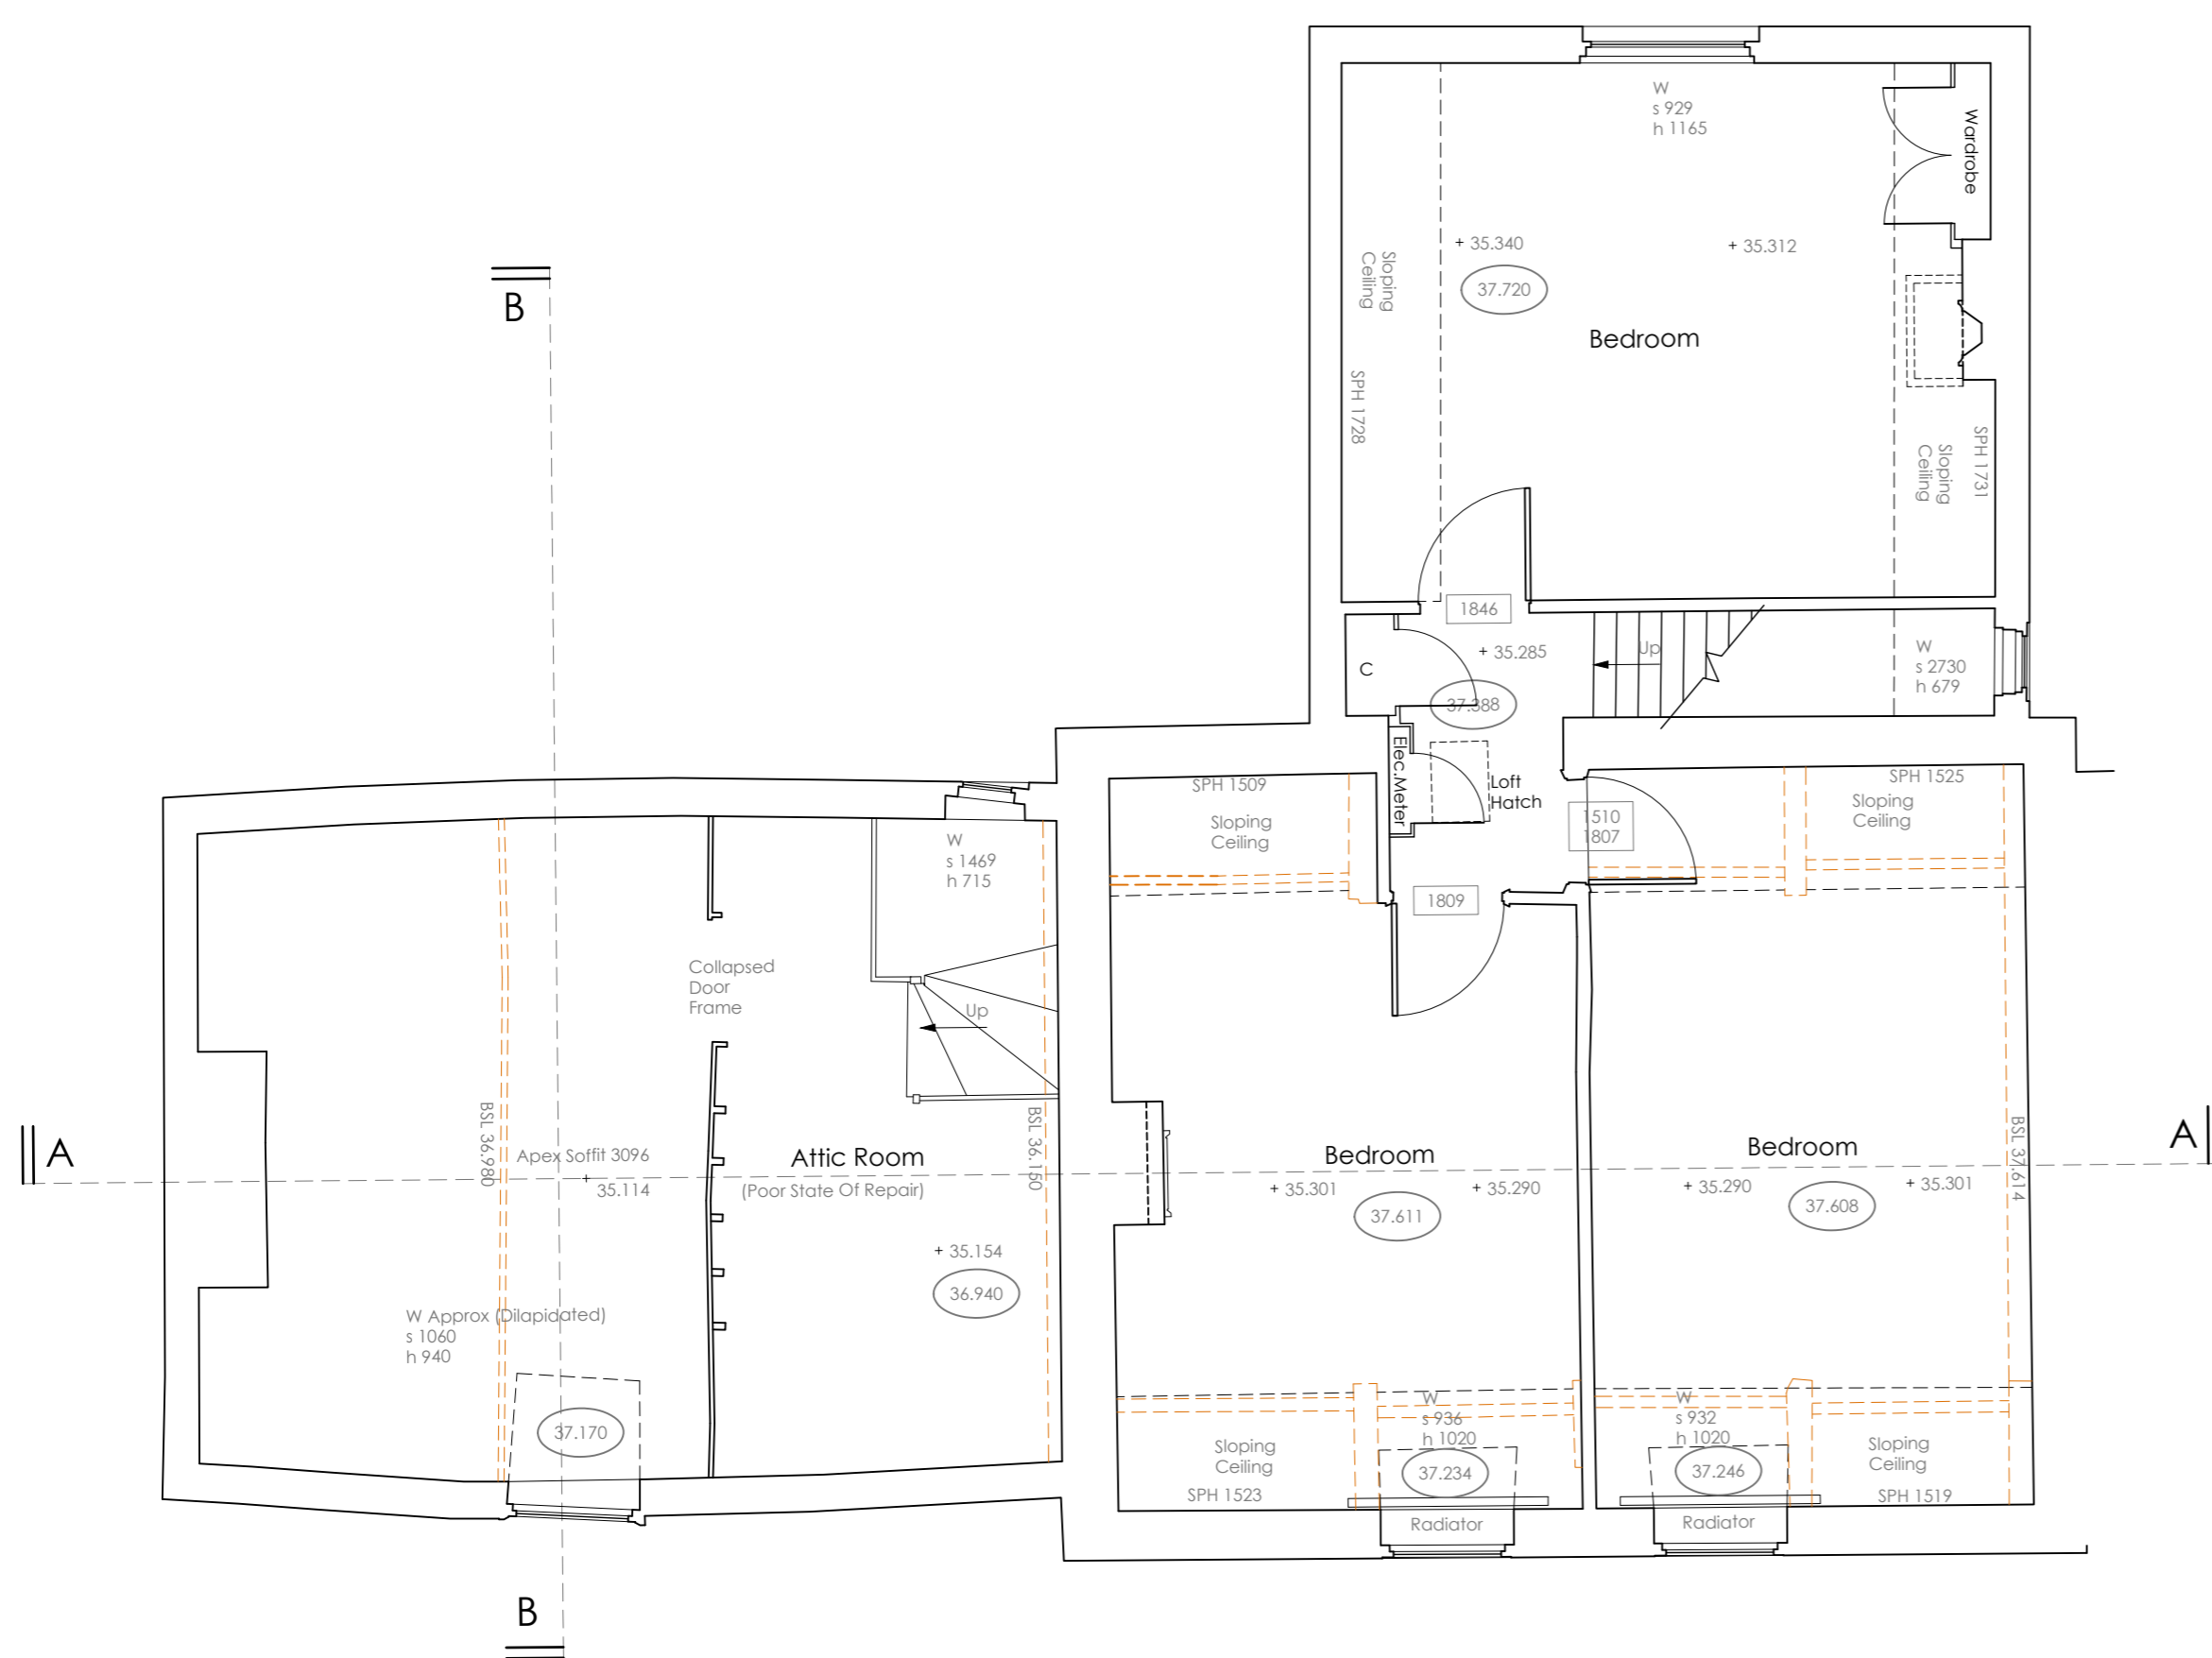 W
s 929
h 1165
Wardrobe
+ 35.340
+ 35.312
37.720
Sloping
Ceiling
Bedroom
SPH 1728
SPH 1731
Sloping
Ceiling
B
1846
+ 35.285
Up
W
s 2730
h 679
C
37.388
Elec.Meter
Loft
Hatch
SPH 1509
Sloping
Ceiling
1510
1807
SPH 1525
Sloping
Ceiling
W
s 1469
h 715
1809
Collapsed
Door
Frame
Up
BSL 36.980
BSL 36.150
BSL 37.614
A
A
Apex Soffit 3096
+ 35.114
Attic Room
(Poor State Of Repair)
Bedroom
Bedroom
+ 35.301
+ 35.290
+ 35.290
+ 35.301
37.611
37.608
+ 35.154
36.940
W Approx (Dilapidated)
s 1060
h 940
37.170
W
s 936
h 1020
37.234
W
s 932
h 1020
37.246
Sloping
Ceiling
SPH 1523
Sloping
Ceiling
SPH 1519
Radiator
Radiator
B